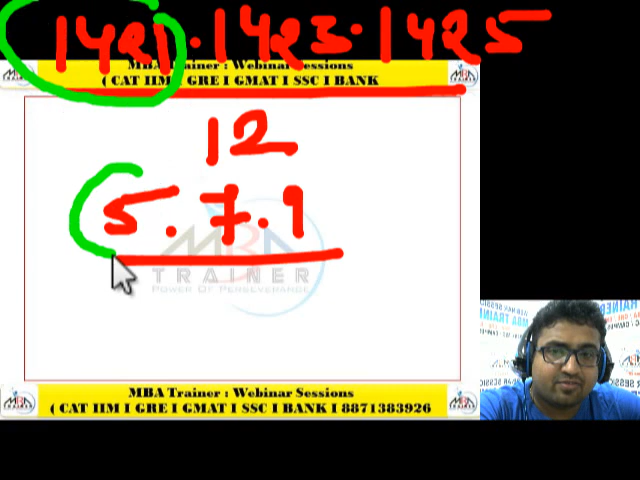 1421 · 1423 · 1425
MBA Trainer : Webinar Sessions
( CAT IIM I GRE I GMAT I SSC I BANK
12
5 . 7 . 9
MBA
TRAINER
POWER OF PERSEVERANCE
MBA Trainer : Webinar Sessions
( CAT IIM I GRE I GMAT I SSC I BANK I 8871383926